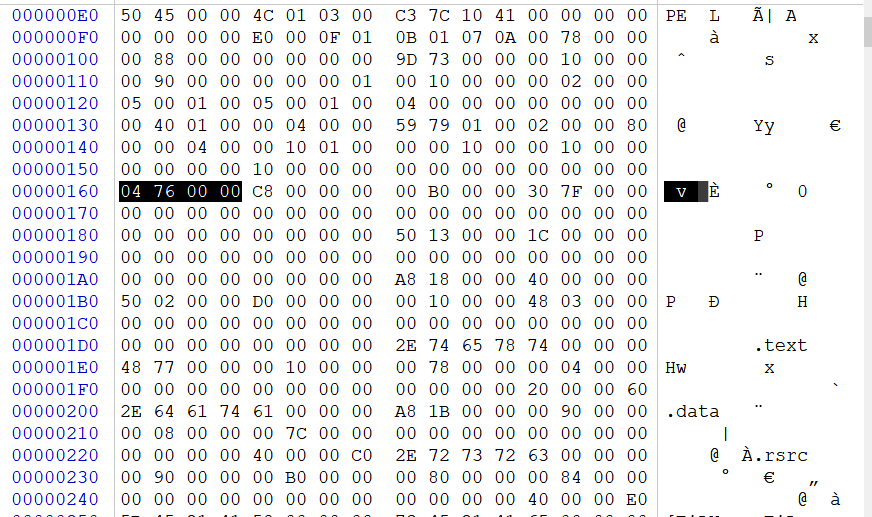 000000E0 50 45 00 00 4C 01 03 00 C3 7C 10 41 00 00 00 00 PE L Ã| A
000000F0 00 00 00 00 E0 00 0F 01 0B 01 07 0A 00 78 00 00 à x
00000100 00 88 00 00 00 00 00 00 9D 73 00 00 00 10 00 00 ˆ s
00000110 00 90 00 00 00 00 00 01 00 10 00 00 00 02 00 00
00000120 05 00 01 00 05 00 01 00 04 00 00 00 00 00 00 00
00000130 00 40 01 00 00 04 00 00 59 79 01 00 02 00 00 80 @ Yy €
00000140 00 00 04 00 00 10 01 00 00 00 10 00 00 10 00 00
00000150 00 00 00 00 10 00 00 00 00 00 00 00 00 00 00 00
00000160 04 76 00 00 C8 00 00 00 00 B0 00 00 30 7F 00 00 v È ° 0
00000170 00 00 00 00 00 00 00 00 00 00 00 00 00 00 00 00
00000180 00 00 00 00 00 00 00 00 50 13 00 00 1C 00 00 00 P
00000190 00 00 00 00 00 00 00 00 00 00 00 00 00 00 00 00
000001A0 00 00 00 00 00 00 00 00 A8 18 00 00 40 00 00 00 ¨ @
000001B0 50 02 00 00 D0 00 00 00 00 10 00 00 48 03 00 00 P Ð H
000001C0 00 00 00 00 00 00 00 00 00 00 00 00 00 00 00 00
000001D0 00 00 00 00 00 00 00 00 2E 74 65 78 74 00 00 00 .text
000001E0 48 77 00 00 00 10 00 00 00 78 00 00 00 04 00 00 Hw x
000001F0 00 00 00 00 00 00 00 00 00 00 00 00 20 00 00 60 `
00000200 2E 64 61 74 61 00 00 00 A8 1B 00 00 00 90 00 00 .data ¨
00000210 00 08 00 00 00 7C 00 00 00 00 00 00 00 00 00 00 |
00000220 00 00 00 00 40 00 00 C0 2E 72 73 72 63 00 00 00 @ À.rsrc
00000230 00 90 00 00 00 B0 00 00 00 80 00 00 00 84 00 00 ° € „
00000240 00 00 00 00 00 00 00 00 00 00 00 00 40 00 00 E0 @ à